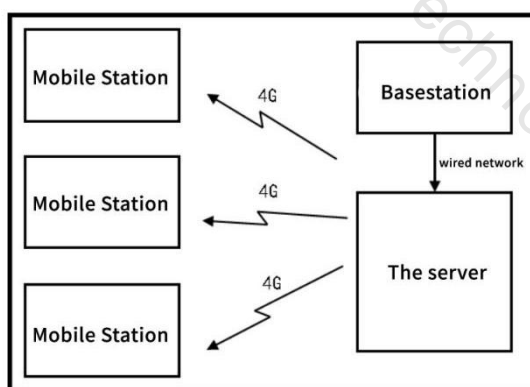 Mobile Station
4G
Basestation
wired network
Mobile Station
4G
The server
4G
Mobile Station